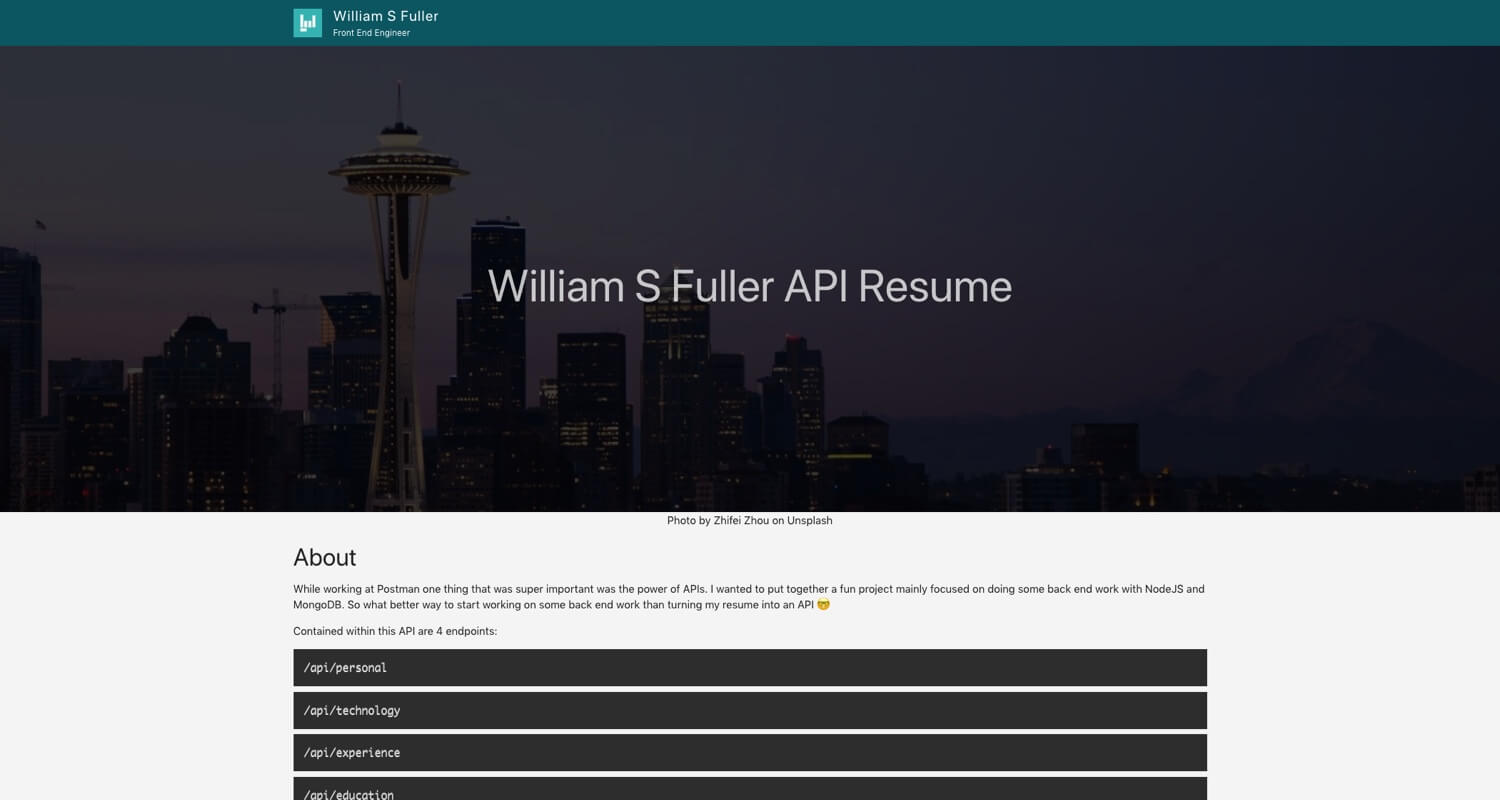 William S Fuller
Front End Engineer
William S Fuller API Resume
Photo by Zhifei Zhou on Unsplash
About
While working at Postman one thing that was super important was the power of APIs. I wanted to put together a fun project mainly focused on doing some back end work with NodeJS and
MongoDB. So what better way to start working on some back end work than turning my resume into an API 🤓
Contained within this API are 4 endpoints:
/api/personal
/api/technology
/api/experience
/api/education